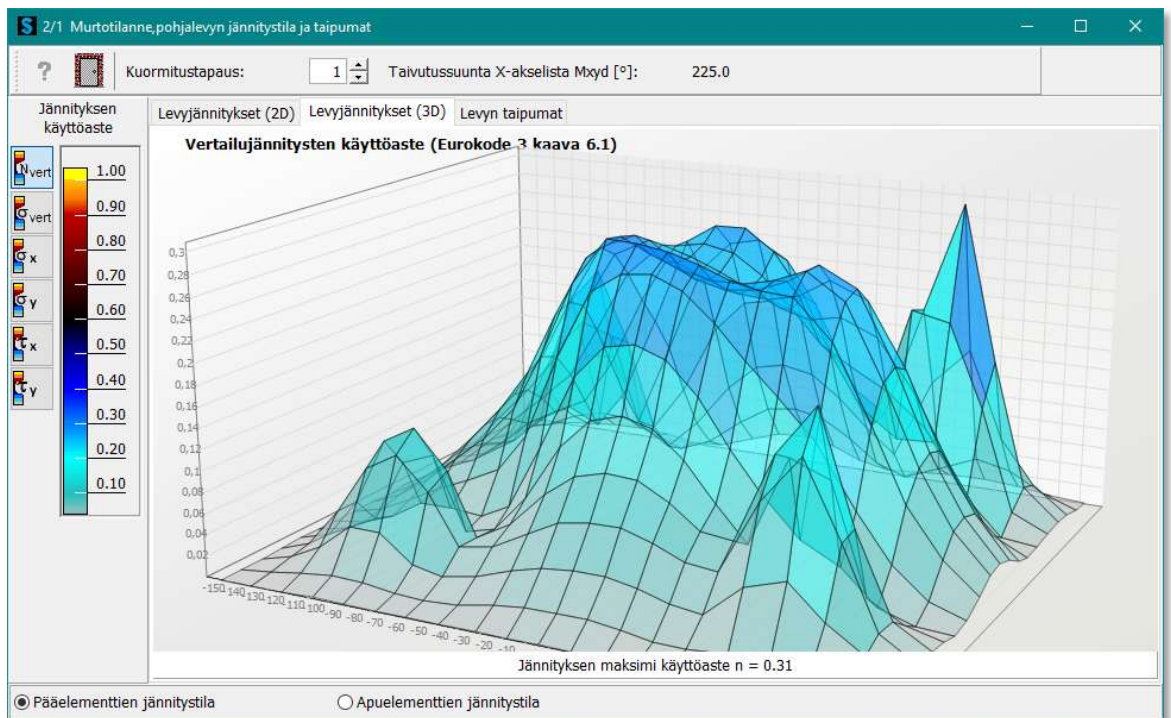 2/1 Murtotilanne,pohjalevyn jännitystila ja taipumat
Kuormitustapaus: 1 Taivutussuunta X-akselista Mxyd [°]: 225.0
Jännityksen
käyttöaste
Levyjännitykset (2D) Levyjännitykset (3D) Levyn taipumat
Vertailujännitysten käyttöaste (Eurokode 3 kaava 6.1)
N vert
σ vert
σ x
σ y
τ x
τ y
1.00
0.90
0.80
0.70
0.60
0.50
0.40
0.30
0.20
0.10
0,3
0,28
0,26
0,24
0,22
0,2
0,18
0,16
0,14
0,12
0,1
0,08
0,06
0,04
0,02
-150 140 130 120 110 100 -90 -80 -70 -60 -50 -40 -30 -20 -10
Jännityksen maksimi käyttöaste n = 0.31
Pääelementtien jännitystila Apuelementtien jännitystila